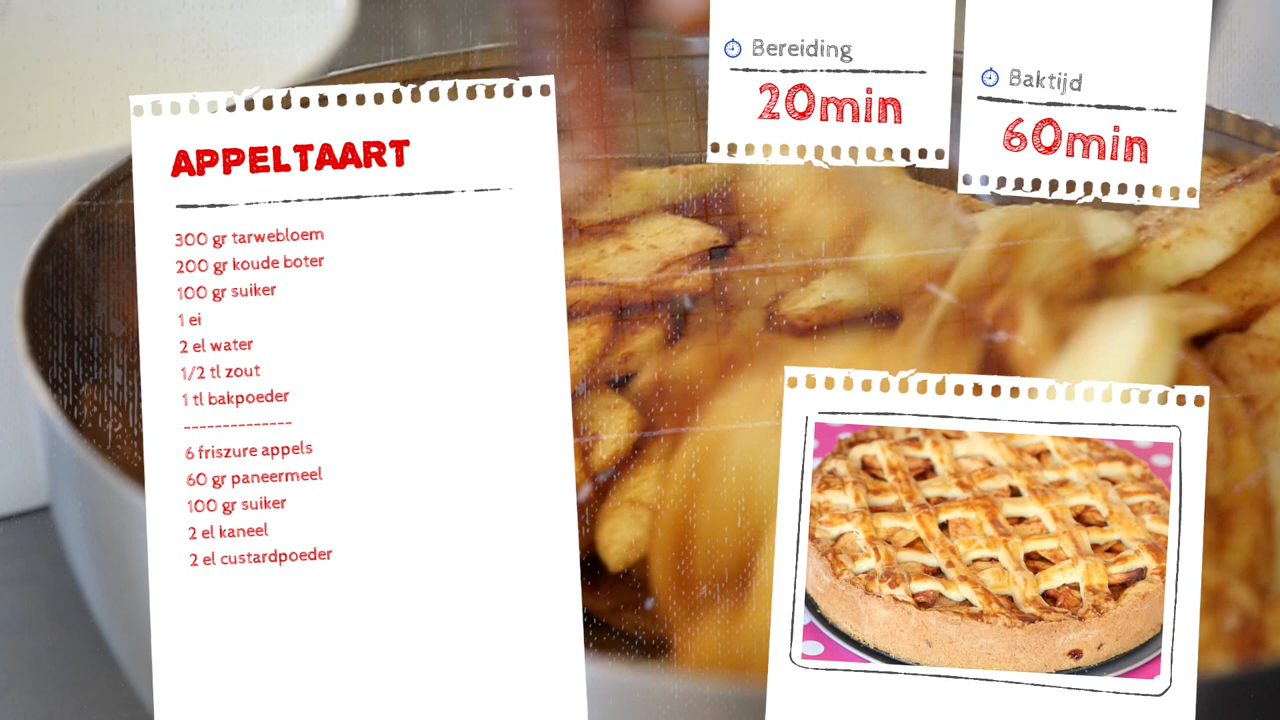 APPELTAART
300 gr tarwebloem
200 gr koude boter
100 gr suiker
1 ei
2 el water
1/2 tl zout
1 tl bakpoeder
--------------
6 friszure appels
60 gr paneermeel
100 gr suiker
2 el kaneel
2 el custardpoeder
Bereiding
20min
Baktijd
60min